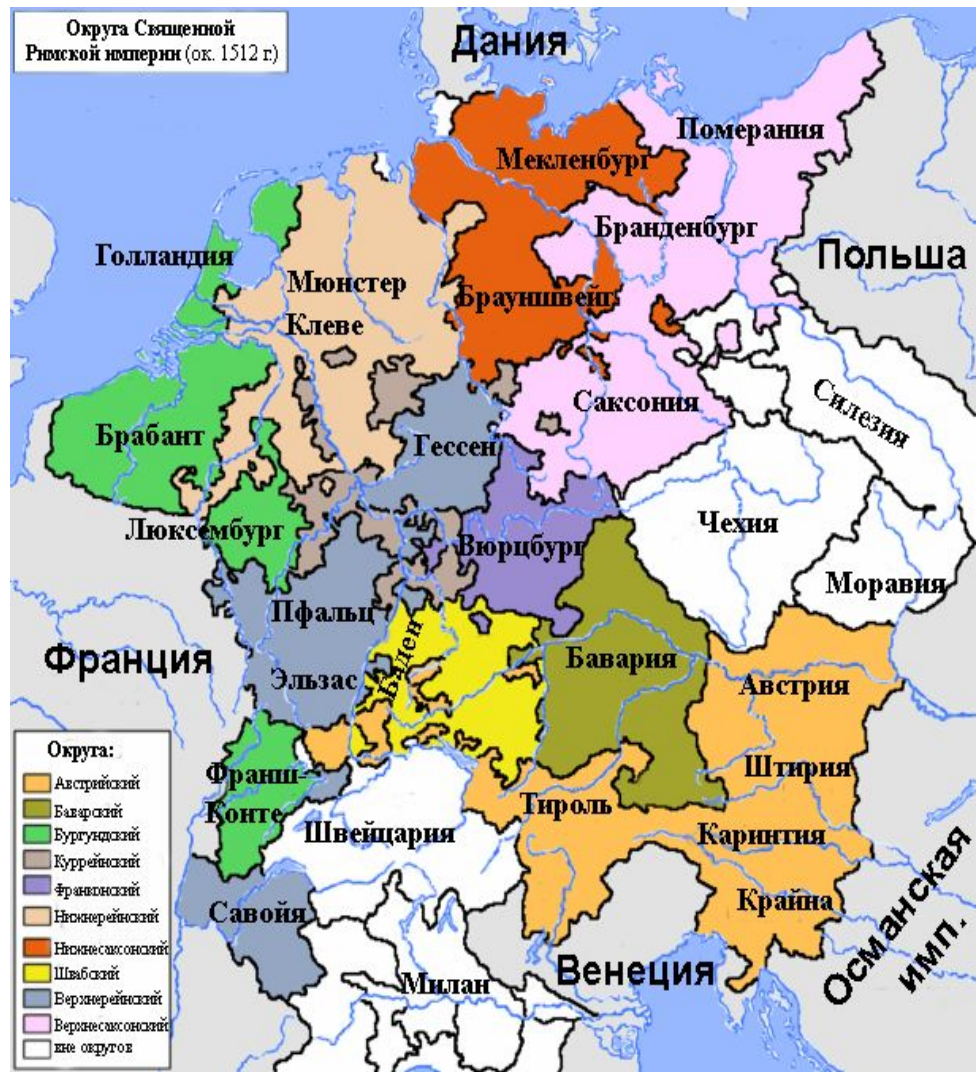 Округа Священной
Римской империи (ок. 1512 г.)
Дания
Померания
Мекленбург
Бранденбург
Голландия
Польша
Мюнстер
Клеве
Брауншвейг
Саксония
Силезия
Брабант
Гессен
Чехия
Люксембург
Вюрцбург
Моравия
Пфальц
Франция
Баден
Эльзас
Бавария
Австрия
Штирия
Франш-
Конте
Тироль
Швейцария
Каринтия
Крайна
Савойя
Османская
имп.
Венеция
Милан
Округа:
Австрийский
Баварский
Бургундский
Куррейнский
Франконский
Нижнерейнский
Нижнесаксонский
Швабский
Верхнерейнский
Верхнесаксонский
вне округов